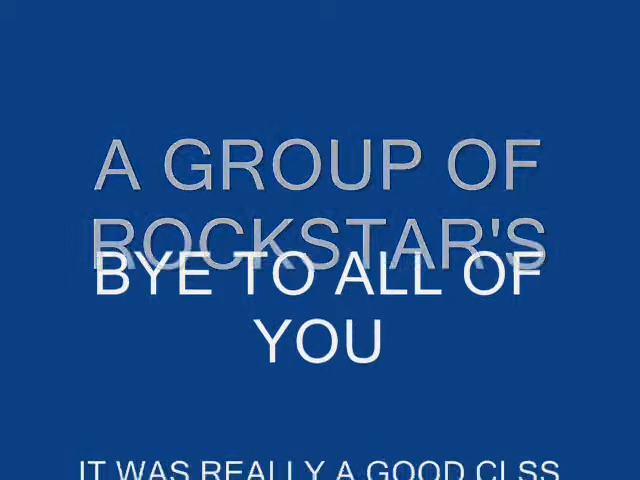 A GROUP OF
ROCKSTAR'S
BYE TO ALL OF
YOU
IT WAS REALLY A GOOD CLSS